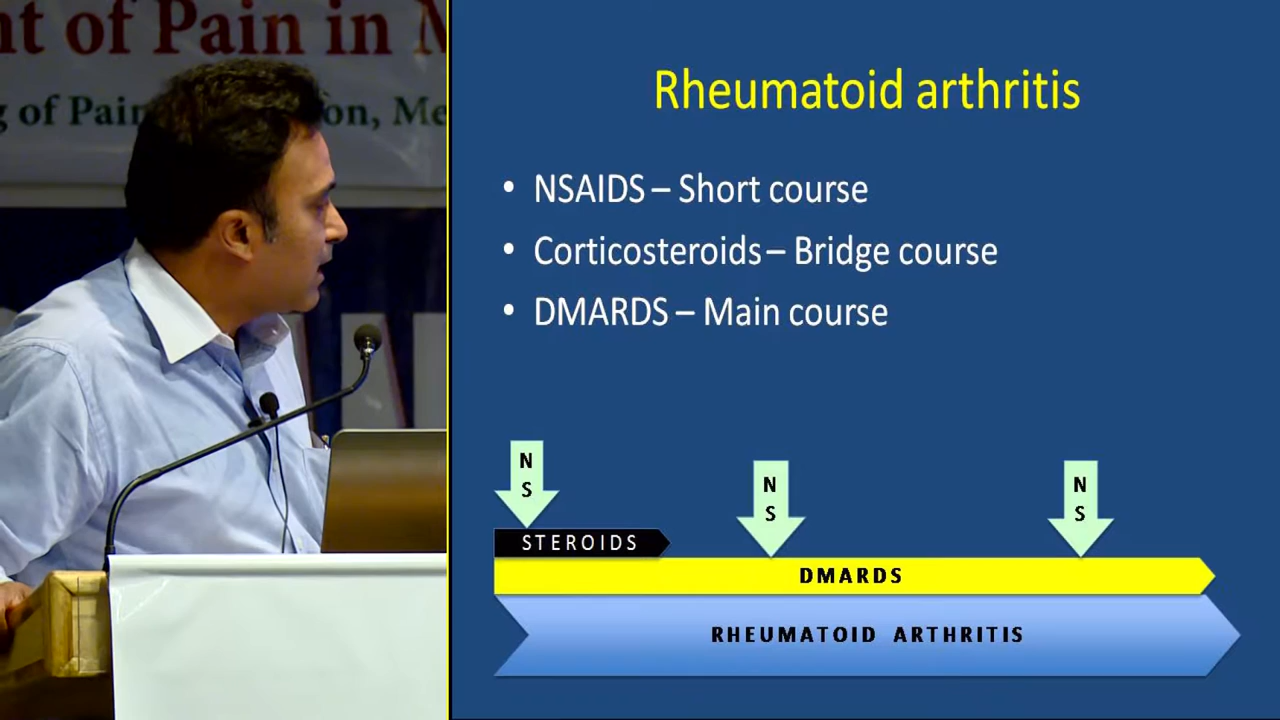 nt of Pain in
g of Pain on, Me
Rheumatoid arthritis
• NSAIDS – Short course
• Corticosteroids – Bridge course
• DMARDS – Main course
N
S
N
S
N
S
STEROIDS
DMARDS
RHEUMATOID ARTHRITIS